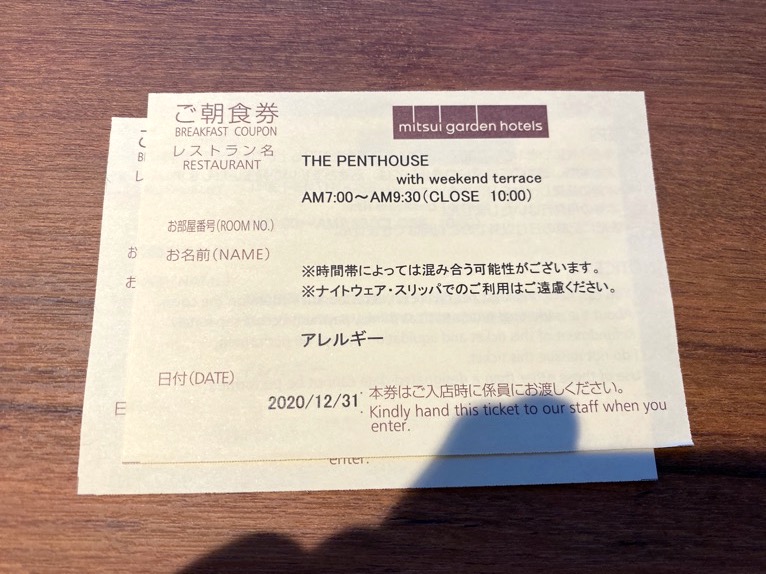 ご朝食券
BREAKFAST COUPON
mitsui garden hotels
レストラン名
RESTAURANT
THE PENTHOUSE
with weekend terrace
AM7:00～AM9:30(CLOSE 10:00)
お部屋番号(ROOM NO.)
お名前(NAME)
※時間帯によっては混み合う可能性がございます。
※ナイトウェア・スリッパでのご利用はご遠慮ください。
アレルギー
日付(DATE)
2020/12/31
本券はご入店時に係員にお渡しください。
Kindly hand this ticket to our staff when you
enter.
enter.